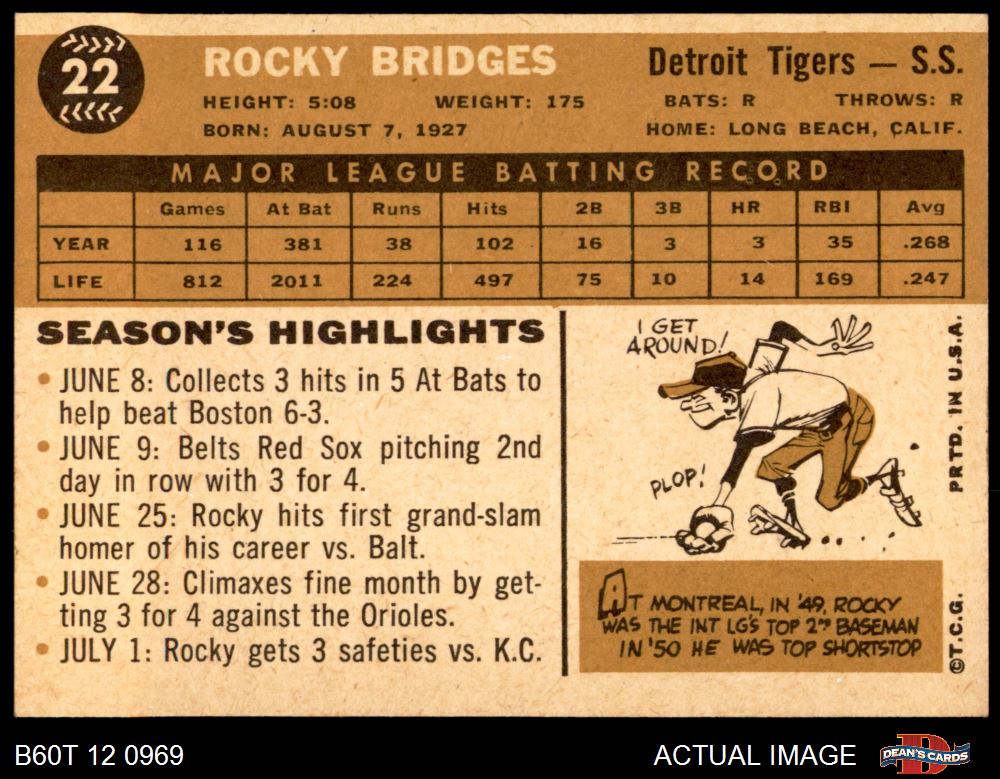 22
ROCKY BRIDGES
Detroit Tigers — S.S.
HEIGHT: 5:08 WEIGHT: 175 BATS: R THROWS: R
BORN: AUGUST 7, 1927 HOME: LONG BEACH, CALIF.
MAJOR LEAGUE BATTING RECORD
Games At Bat Runs Hits 2B 3B HR RBI Avg
YEAR 116 381 38 102 16 3 3 35 .268
LIFE 812 2011 224 497 75 10 14 169 .247
SEASON'S HIGHLIGHTS
• JUNE 8: Collects 3 hits in 5 At Bats to
help beat Boston 6-3.
• JUNE 9: Belts Red Sox pitching 2nd
day in row with 3 for 4.
• JUNE 25: Rocky hits first grand-slam
homer of his career vs. Balt.
• JUNE 28: Climaxes fine month by get-
ting 3 for 4 against the Orioles.
• JULY 1: Rocky gets 3 safeties vs. K.C.
I GET
AROUND!
PLOP!
AT MONTREAL, IN '49, ROCKY
WAS THE INT LG'S TOP 2ND BASEMAN
IN '50 HE WAS TOP SHORTSTOP
©T.C.G. PRTD. IN U.S.A.
B60T 12 0969
ACTUAL IMAGE
DEAN'S CARDS